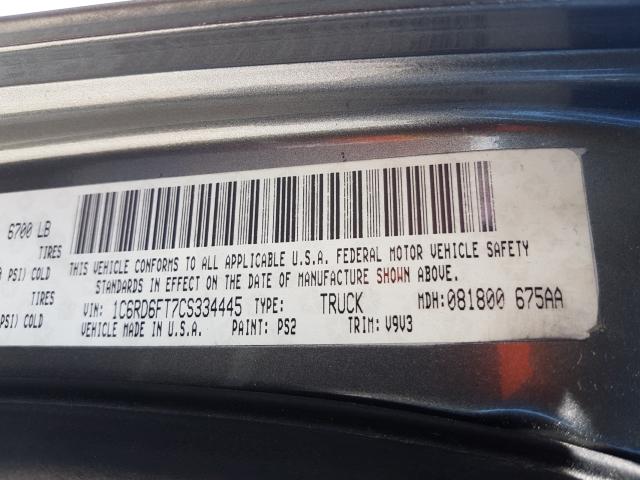 6700 LB
TIRES
PSI) COLD
TIRES
PSI) COLD
THIS VEHICLE CONFORMS TO ALL APPLICABLE U.S.A. FEDERAL MOTOR VEHICLE SAFETY
STANDARDS IN EFFECT ON THE DATE OF MANUFACTURE SHOWN ABOVE.
VIN: 1C6RD6FT7CS334445 TYPE: TRUCK MDH:081800 675AA
VEHICLE MADE IN U.S.A. PAINT: PS2 TRIM: V9V3